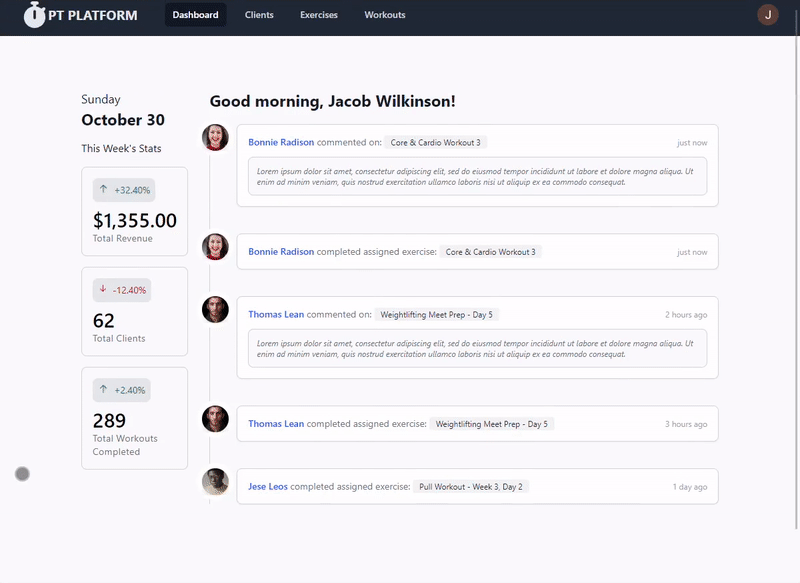 PT PLATFORM
Dashboard
Clients
Exercises
Workouts
J
Sunday
October 30
This Week's Stats
+32.40%
$1,355.00
Total Revenue
-12.40%
62
Total Clients
+2.40%
289
Total Workouts
Completed
Good morning, Jacob Wilkinson!
Bonnie Radison commented on: Core & Cardio Workout 3 just now
Lorem ipsum dolor sit amet, consectetur adipiscing elit, sed do eiusmod tempor incididunt ut labore et dolore magna aliqua. Ut
enim ad minim veniam, quis nostrud exercitation ullamco laboris nisi ut aliquip ex ea commodo consequat.
Bonnie Radison completed assigned exercise: Core & Cardio Workout 3 just now
Thomas Lean commented on: Weightlifting Meet Prep - Day 5 2 hours ago
Lorem ipsum dolor sit amet, consectetur adipiscing elit, sed do eiusmod tempor incididunt ut labore et dolore magna aliqua. Ut
enim ad minim veniam, quis nostrud exercitation ullamco laboris nisi ut aliquip ex ea commodo consequat.
Thomas Lean completed assigned exercise: Weightlifting Meet Prep - Day 5 3 hours ago
Jese Leos completed assigned exercise: Pull Workout - Week 3, Day 2 1 day ago